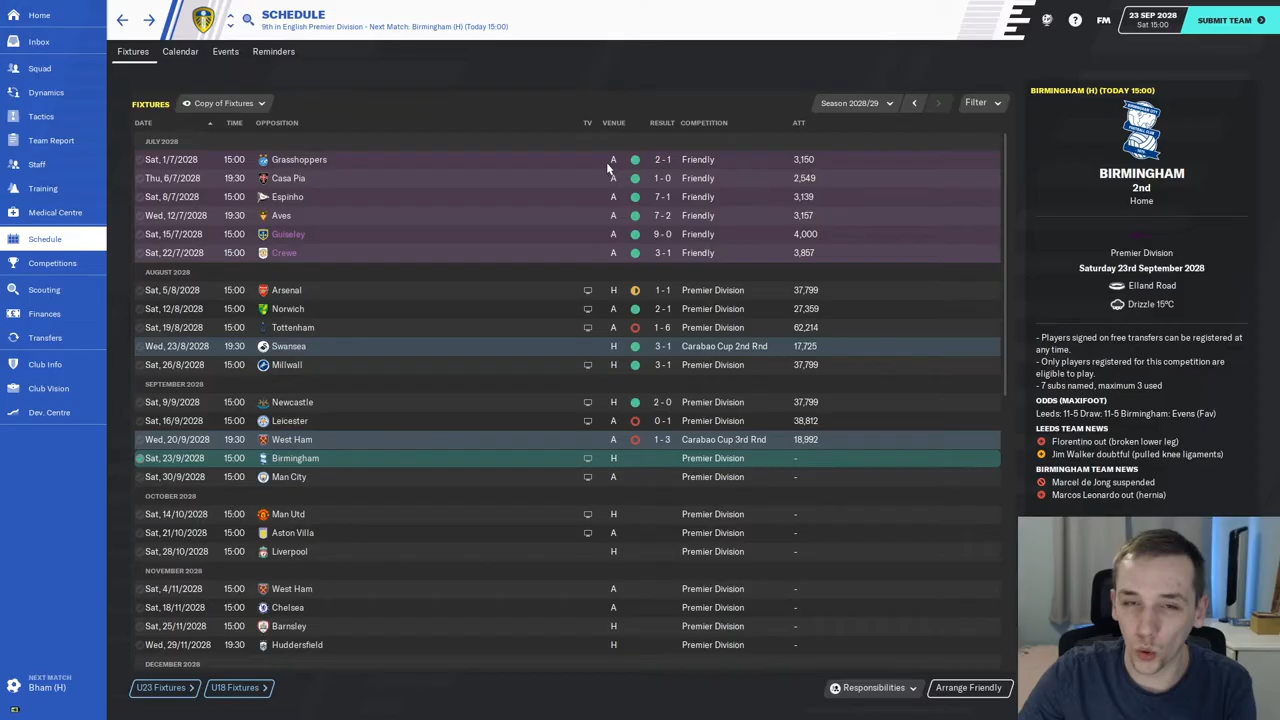 SCHEDULE
9th in English Premier Division - Next Match: Birmingham (H) (Today 15:00)
FM
23 SEP 2028
Sat 15:00
SUBMIT TEAM
Inbox
Fixtures Calendar Events Reminders
Home
Squad
Dynamics
Tactics
Team Report
Staff
Training
Medical Centre
Schedule
Competitions
Scouting
Finances
Transfers
Club Info
Club Vision
Dev. Centre
NEXT MATCH
Bham (H)
FIXTURES Copy of Fixtures Season 2028/29 Filter
DATE TIME OPPOSITION TV VENUE RESULT COMPETITION ATT
JULY 2028
Sat, 1/7/2028 15:00 Grasshoppers A 2 - 1 Friendly 3,150
Thu, 6/7/2028 19:30 Casa Pia A 1 - 0 Friendly 2,549
Sat, 8/7/2028 15:00 Espinho A 7 - 1 Friendly 3,139
Wed, 12/7/2028 19:30 Aves A 7 - 2 Friendly 3,157
Sat, 15/7/2028 15:00 Guiseley A 9 - 0 Friendly 4,000
Sat, 22/7/2028 15:00 Crewe A 3 - 1 Friendly 3,857
AUGUST 2028
Sat, 5/8/2028 15:00 Arsenal H 1 - 1 Premier Division 37,799
Sat, 12/8/2028 15:00 Norwich A 2 - 1 Premier Division 27,359
Sat, 19/8/2028 15:00 Tottenham A 1 - 6 Premier Division 62,214
Wed, 23/8/2028 19:30 Swansea H 3 - 1 Carabao Cup 2nd Rnd 17,725
Sat, 26/8/2028 15:00 Millwall H 3 - 1 Premier Division 37,799
SEPTEMBER 2028
Sat, 9/9/2028 15:00 Newcastle H 2 - 0 Premier Division 37,799
Sat, 16/9/2028 15:00 Leicester A 0 - 1 Premier Division 38,812
Wed, 20/9/2028 19:30 West Ham A 1 - 3 Carabao Cup 3rd Rnd 18,992
Sat, 23/9/2028 15:00 Birmingham H Premier Division -
Sat, 30/9/2028 15:00 Man City A Premier Division -
OCTOBER 2028
Sat, 14/10/2028 15:00 Man Utd H Premier Division -
Sat, 21/10/2028 15:00 Aston Villa A Premier Division -
Sat, 28/10/2028 15:00 Liverpool H Premier Division -
NOVEMBER 2028
Sat, 4/11/2028 15:00 West Ham A Premier Division -
Sat, 18/11/2028 15:00 Chelsea A Premier Division -
Sat, 25/11/2028 15:00 Barnsley H Premier Division -
Wed, 29/11/2028 19:30 Huddersfield H Premier Division -
DECEMBER 2028
U23 Fixtures U18 Fixtures Responsibilities Arrange Friendly
BIRMINGHAM (H) (TODAY 15:00)
BIRMINGHAM
2nd
Home
Premier Division
Saturday 23rd September 2028
Elland Road
Drizzle 15ºC
- Players signed on free transfers can be registered at
any time.
- Only players registered for this competition are
eligible to play.
- 7 subs named, maximum 3 used
ODDS (MAXIFOOT)
Leeds: 11-5 Draw: 11-5 Birmingham: Evens (Fav)
LEEDS TEAM NEWS
Florentino out (broken lower leg)
Jim Walker doubtful (pulled knee ligaments)
BIRMINGHAM TEAM NEWS
Marcel de Jong suspended
Marcos Leonardo out (hernia)